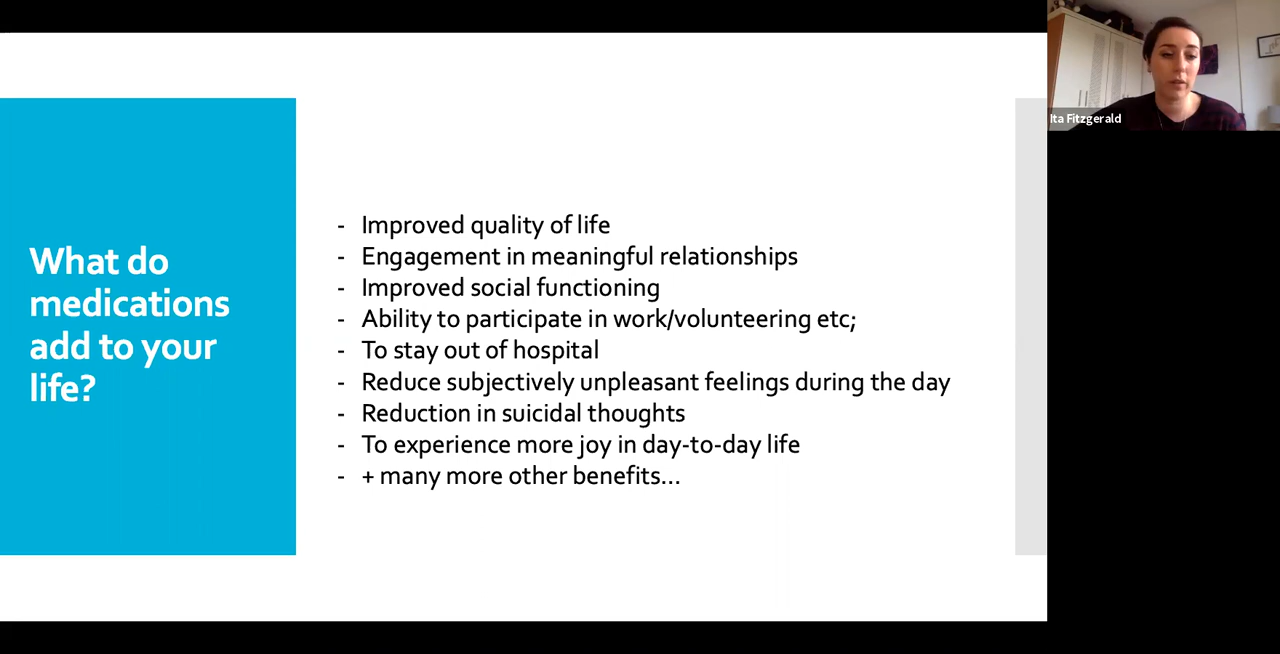 What do
medications
add to your
life?
- Improved quality of life
- Engagement in meaningful relationships
- Improved social functioning
- Ability to participate in work/volunteering etc;
- To stay out of hospital
- Reduce subjectively unpleasant feelings during the day
- Reduction in suicidal thoughts
- To experience more joy in day-to-day life
- + many more other benefits...
Ita Fitzgerald